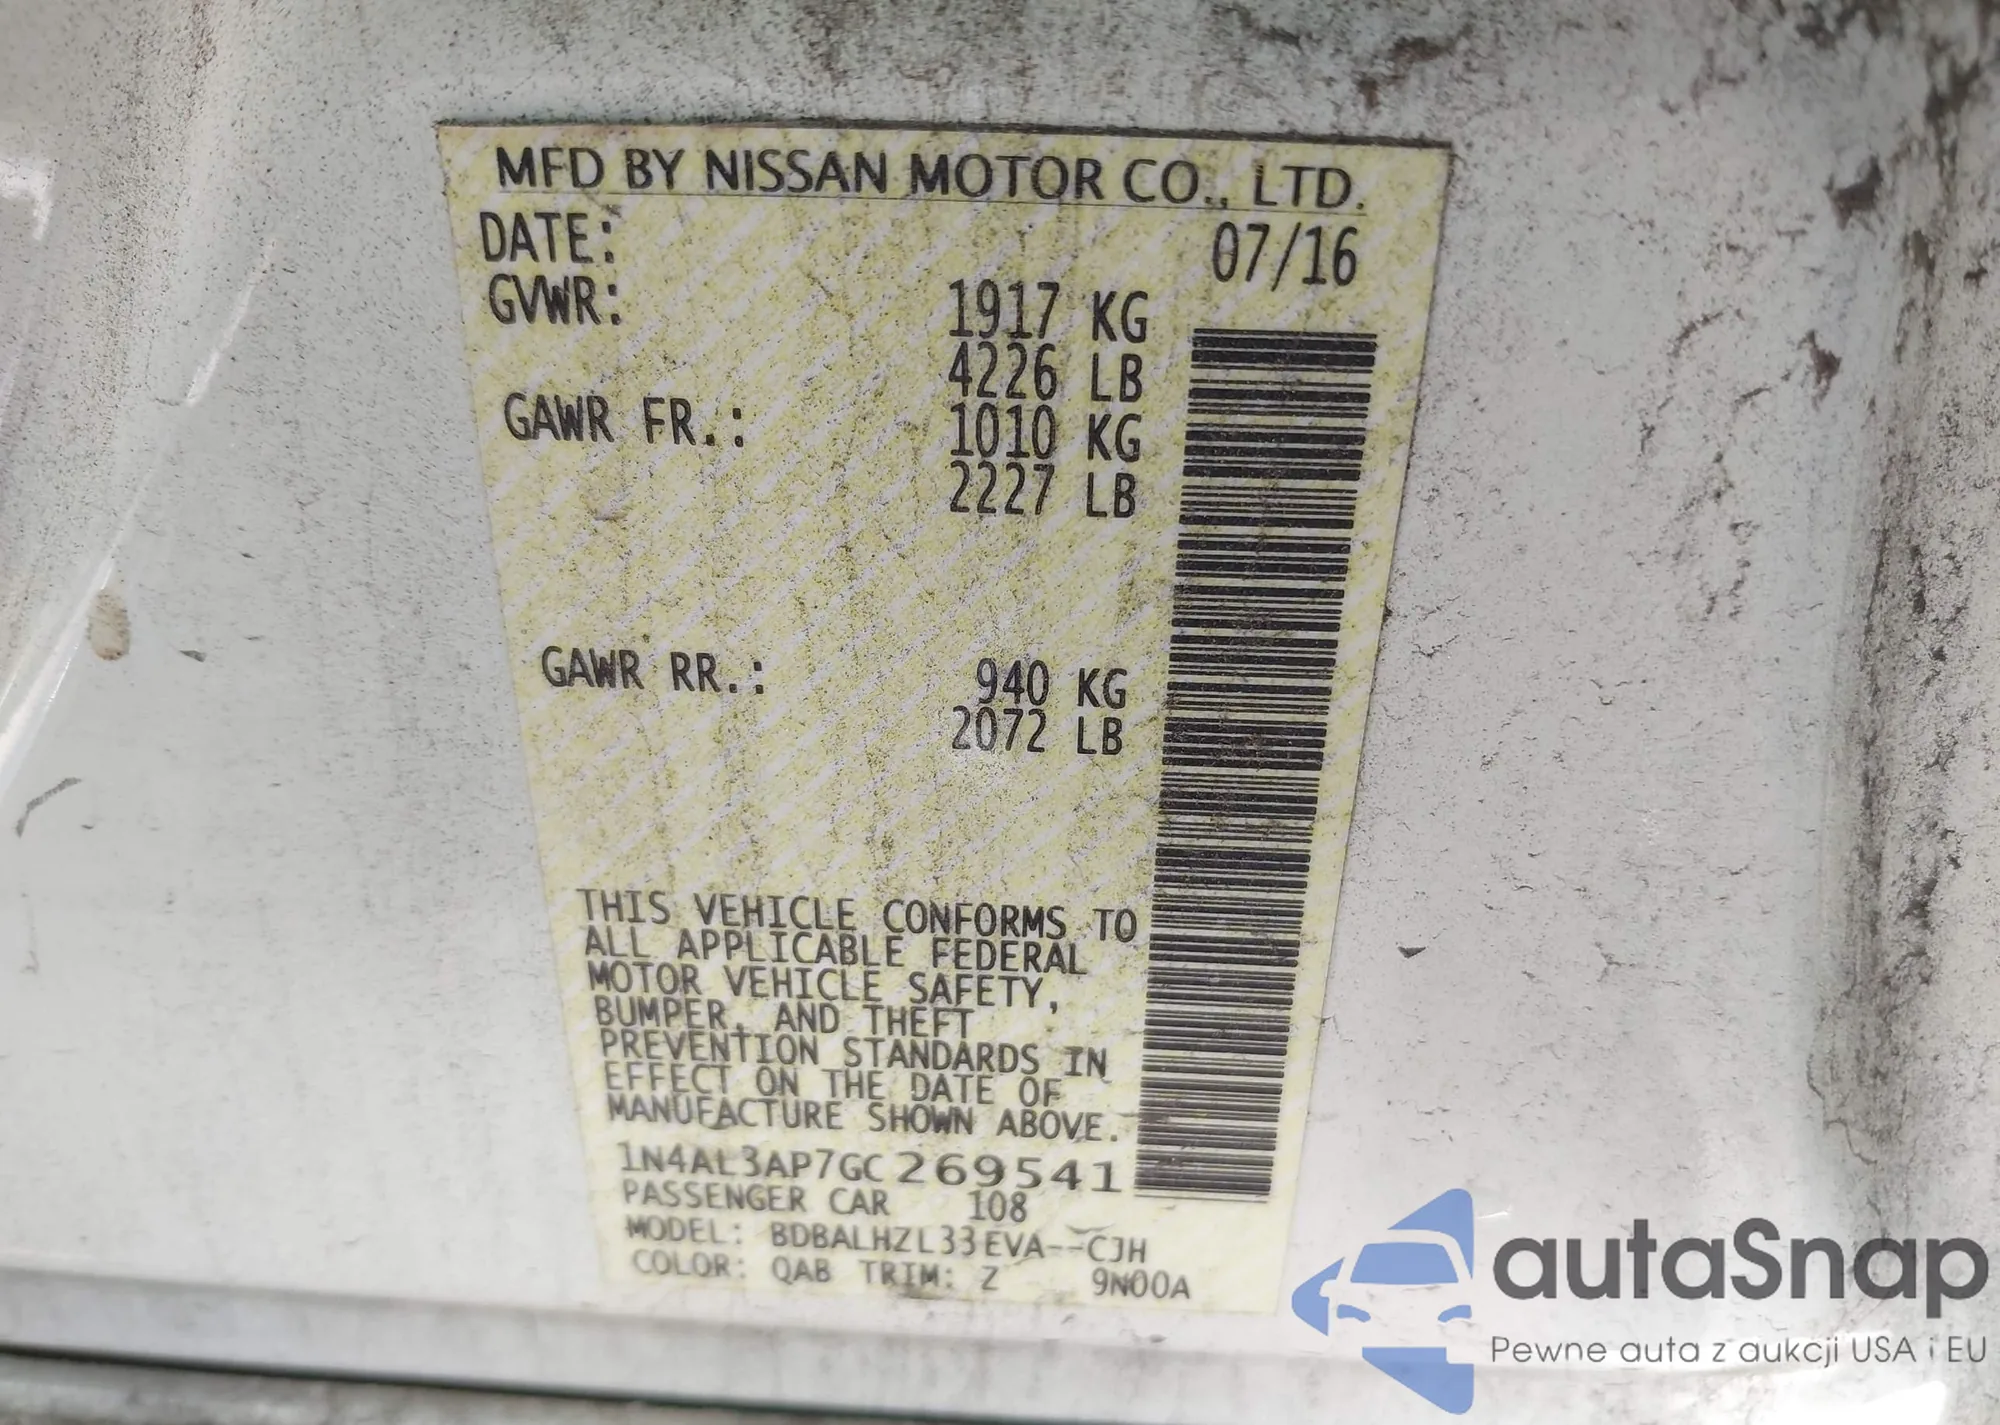 MFD BY NISSAN MOTOR CO., LTD.
DATE: 07/16
GVWR: 1917 KG
4226 LB
GAWR FR.: 1010 KG
2227 LB
GAWR RR.: 940 KG
2072 LB
THIS VEHICLE CONFORMS TO
ALL APPLICABLE FEDERAL
MOTOR VEHICLE SAFETY,
BUMPER, AND THEFT
PREVENTION STANDARDS IN
EFFECT ON THE DATE OF
MANUFACTURE SHOWN ABOVE.
1N4AL3AP7GC269541
PASSENGER CAR 108
MODEL: BDBALHZL33EVA--CJH
COLOR: QAB TRIM: Z 9N00A
autaSnap
Pewne auta z aukcji USA i EU